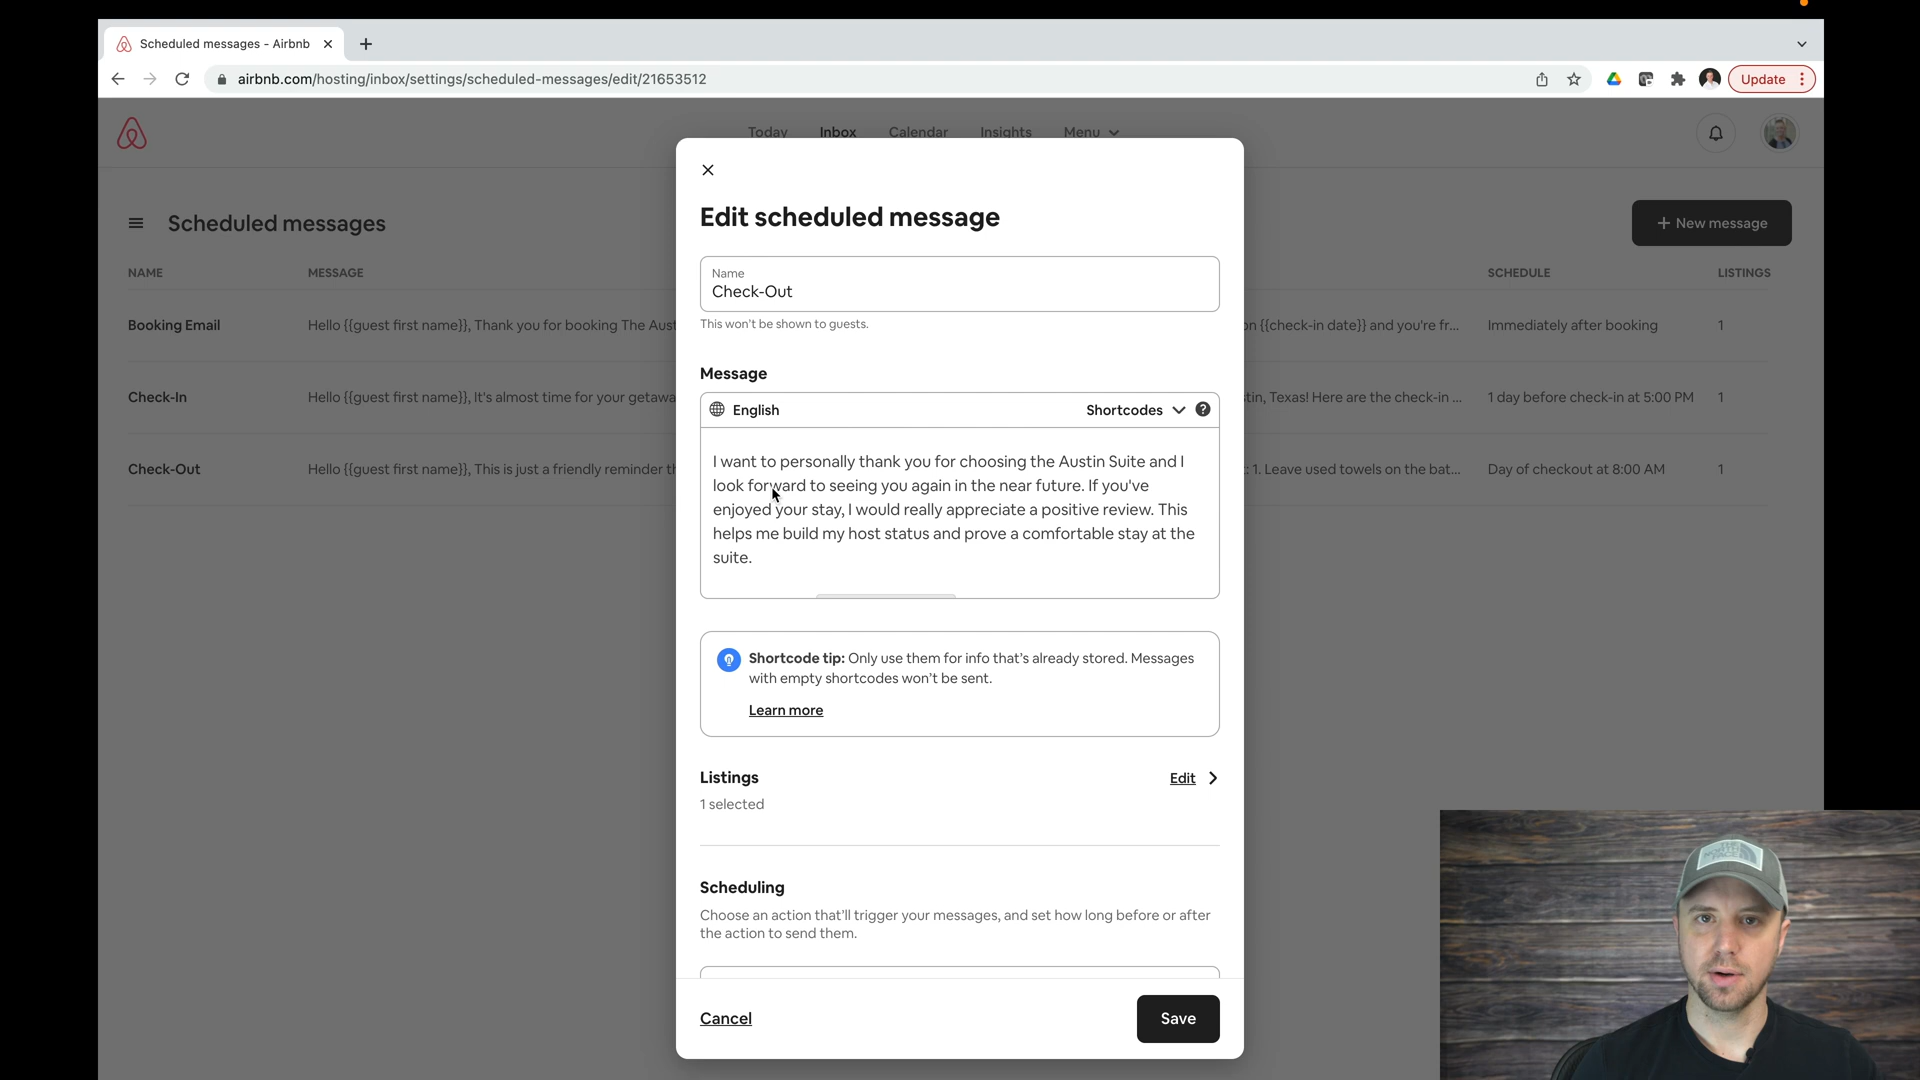 Scheduled messages - Airbnb
airbnb.com/hosting/inbox/settings/scheduled-messages/edit/21653512
Update
Today
Inbox
Calendar
Insights
Menu
Scheduled messages
+ New message
NAME
MESSAGE
SCHEDULE
LISTINGS
Booking Email
Hello {{guest first name}}, Thank you for booking The Aust
on {{check-in date}} and you're fr...
Immediately after booking
1
Check-In
Hello {{guest first name}}, It's almost time for your getawa
tin, Texas! Here are the check-in ...
1 day before check-in at 5:00 PM
1
Check-Out
Hello {{guest first name}}, This is just a friendly reminder th
: 1. Leave used towels on the bat...
Day of checkout at 8:00 AM
1
Edit scheduled message
Name
Check-Out
This won't be shown to guests.
Message
English
Shortcodes
I want to personally thank you for choosing the Austin Suite and I
look forward to seeing you again in the near future. If you've
enjoyed your stay, I would really appreciate a positive review. This
helps me build my host status and prove a comfortable stay at the
suite.
Shortcode tip: Only use them for info that's already stored. Messages
with empty shortcodes won't be sent.
Learn more
Listings
Edit
1 selected
Scheduling
Choose an action that'll trigger your messages, and set how long before or after
the action to send them.
Cancel
Save
THE NORTH FACE